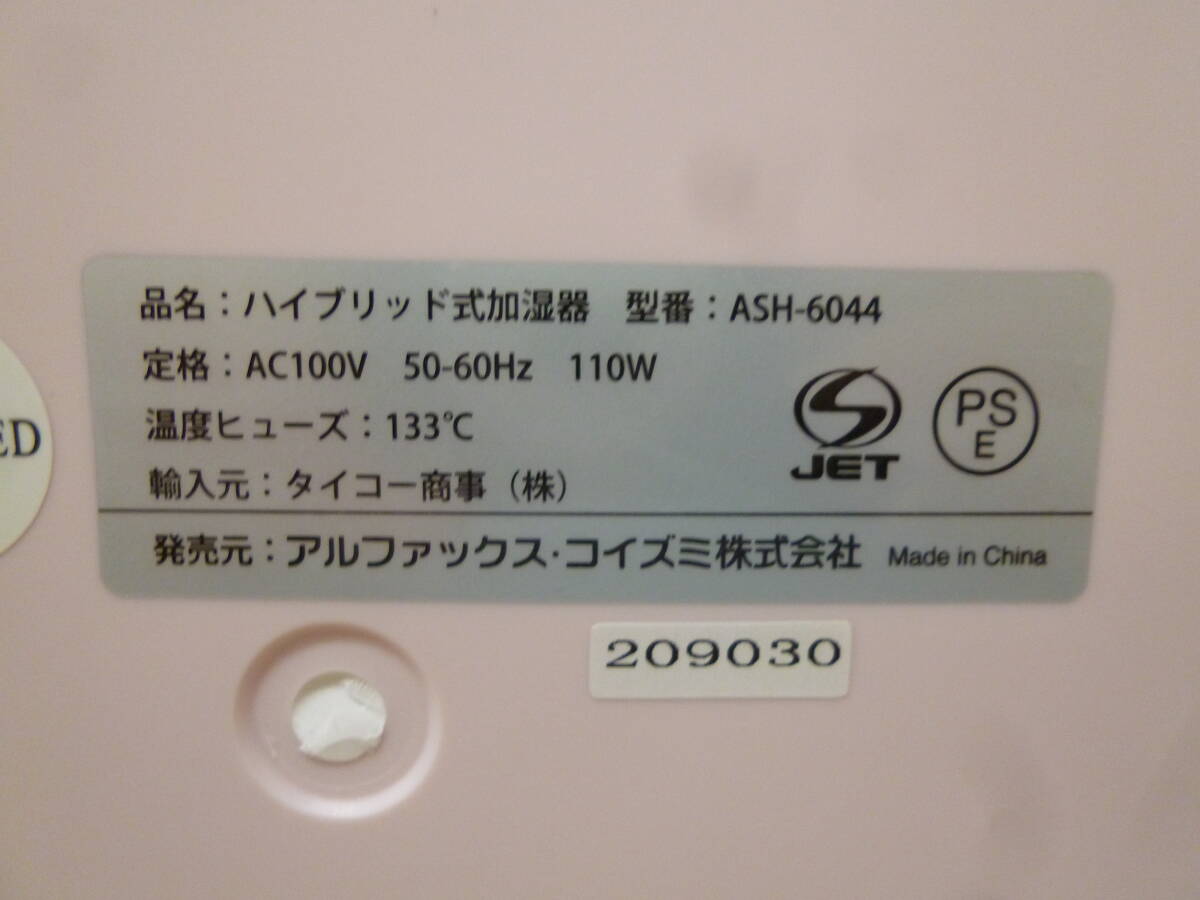 品名：ハイブリッド式加湿器　型番：ASH-6044
定格：AC100V　50-60Hz　110W
温度ヒューズ：133℃
輸入元：タイコー商事（株）
JET
PS
E
発売元：アルファックス・コイズミ株式会社 Made in China
209030
ED